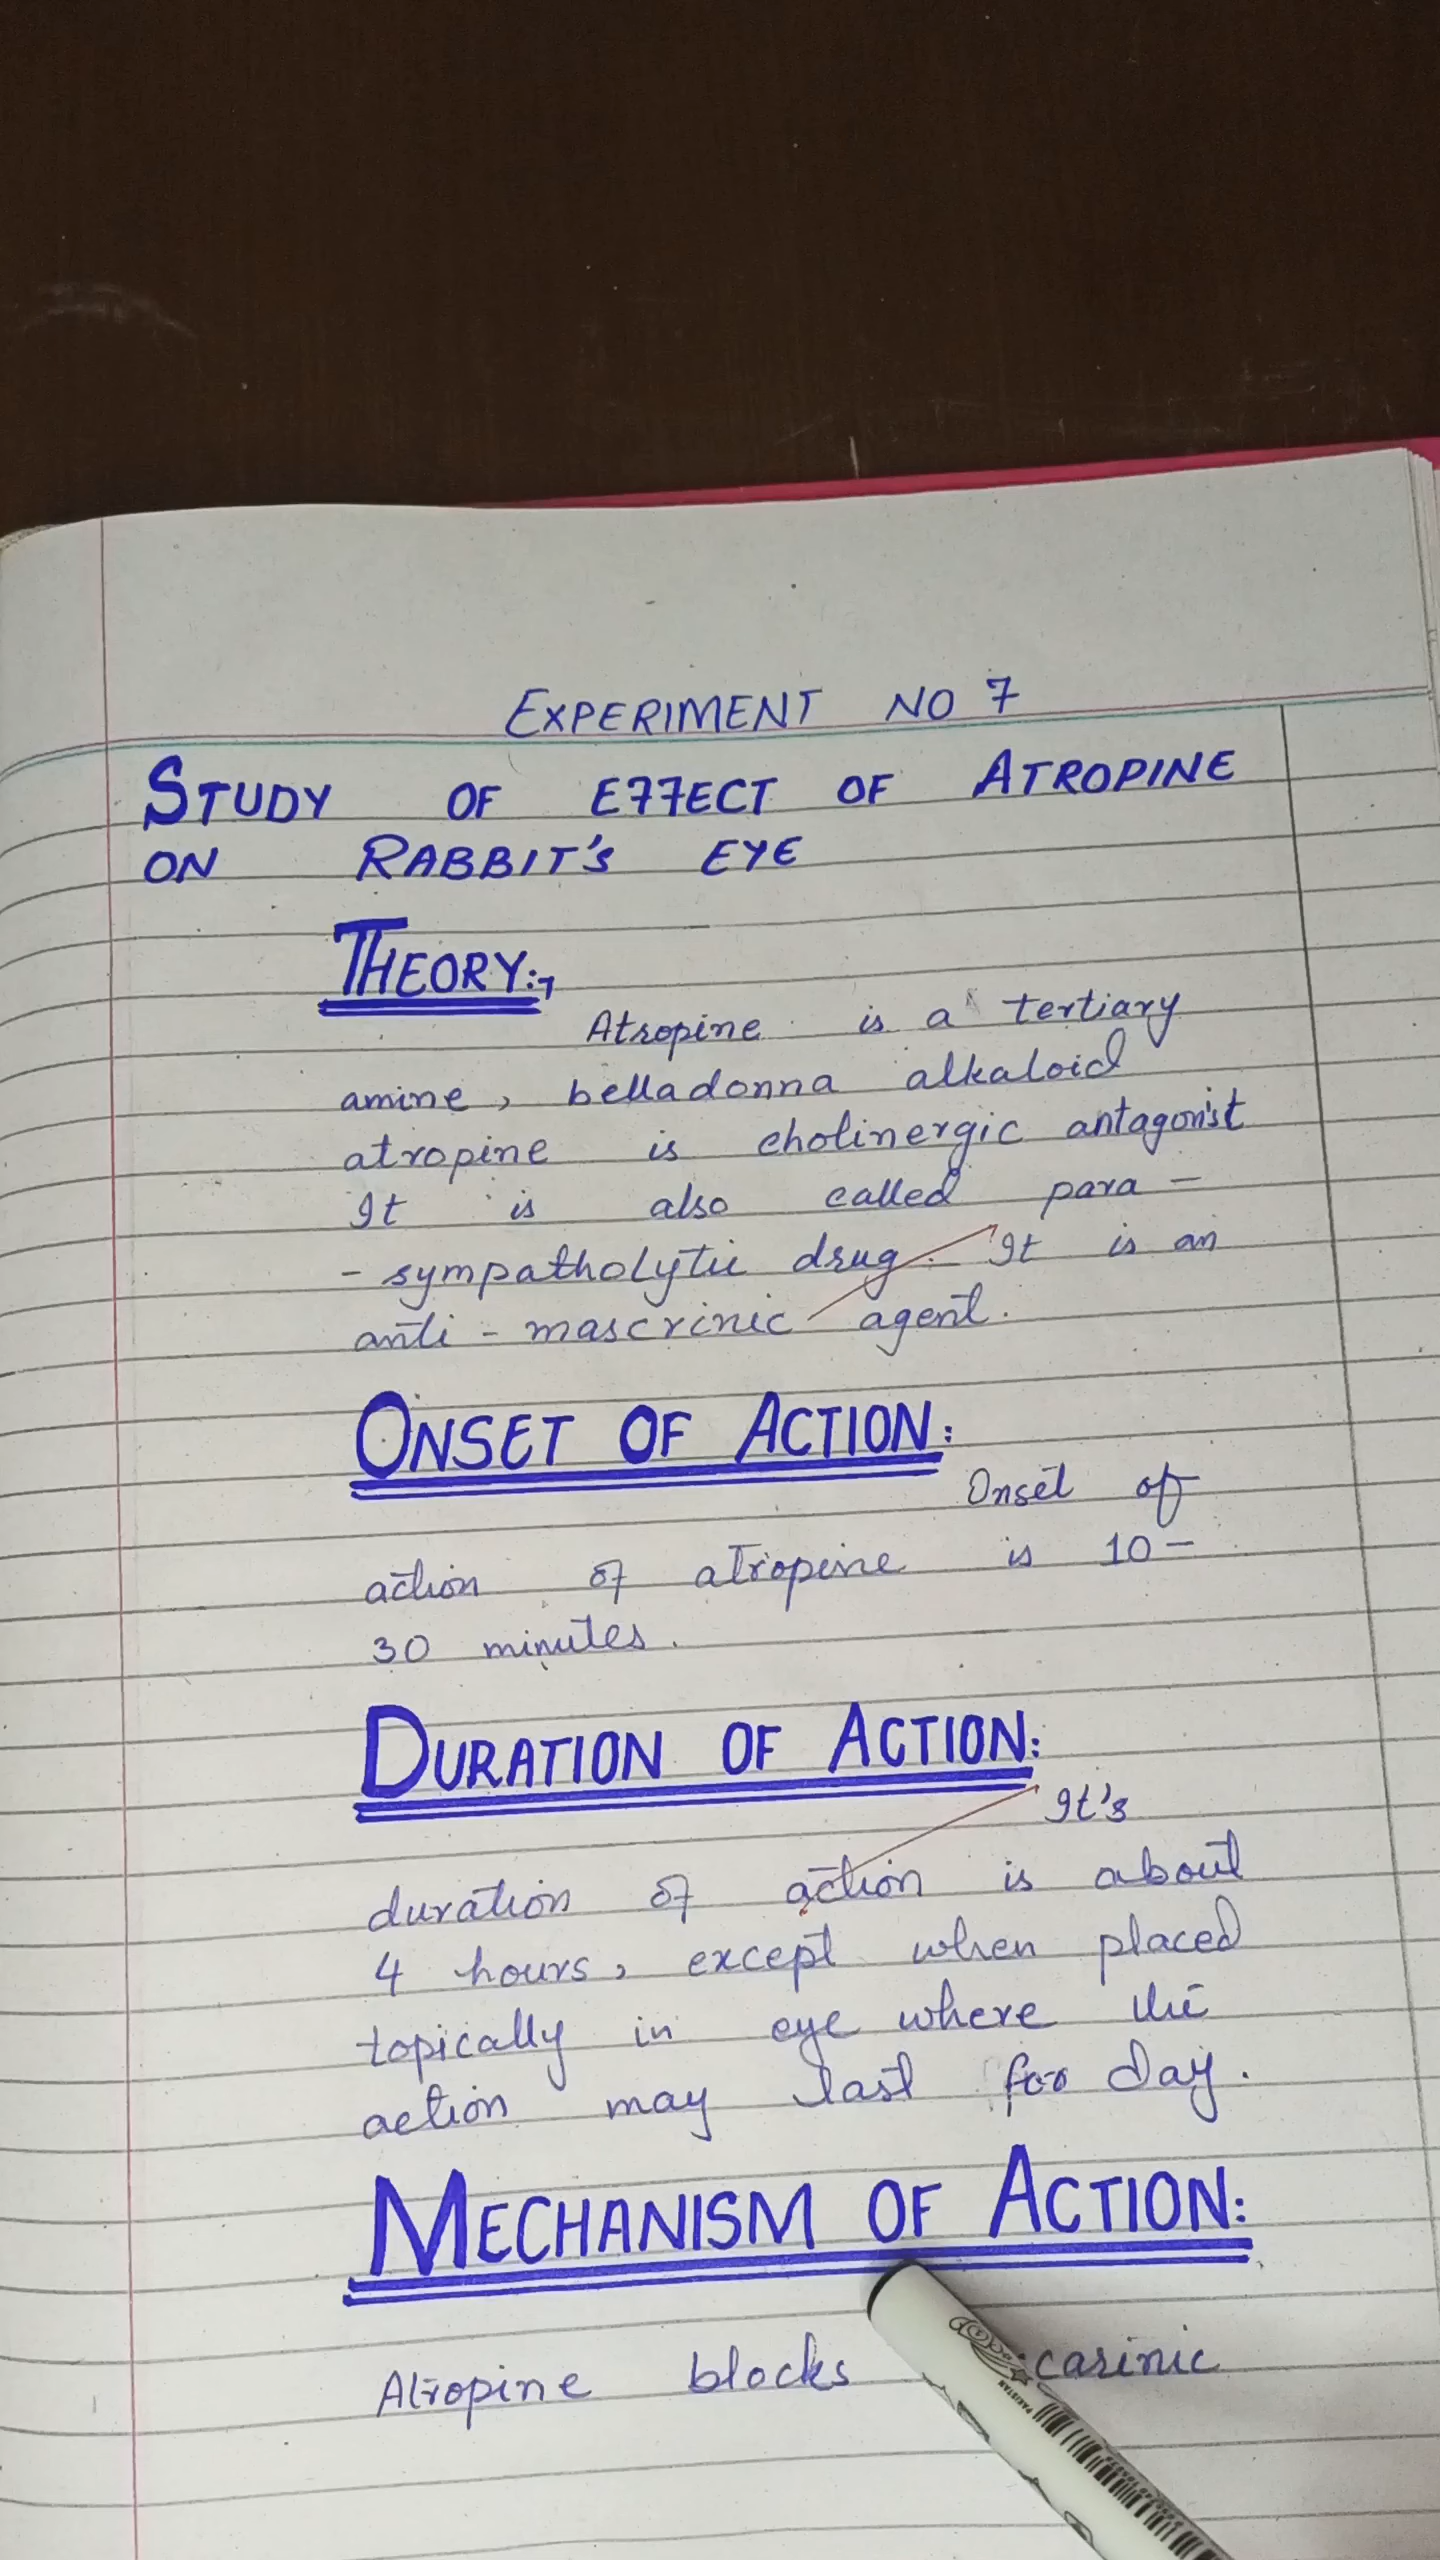 EXPERIMENT NO 7
STUDY OF EFFECT OF ATROPINE
ON RABBIT'S EYE
THEORY:-
Atropine is a tertiary
amine, belladonna alkaloid
atropine is cholinergic antagonist
It is also called para -
- sympatholytic drug. It is an
anti - mascrinic agent.
ONSET OF ACTION:
Onset of
action of atropine is 10 -
30 minutes.
DURATION OF ACTION:
It's
duration of action is about
4 hours, except when placed
topically in eye where the
action may last for day.
MECHANISM OF ACTION:
Atropine blocks carinic
PAKISTAN